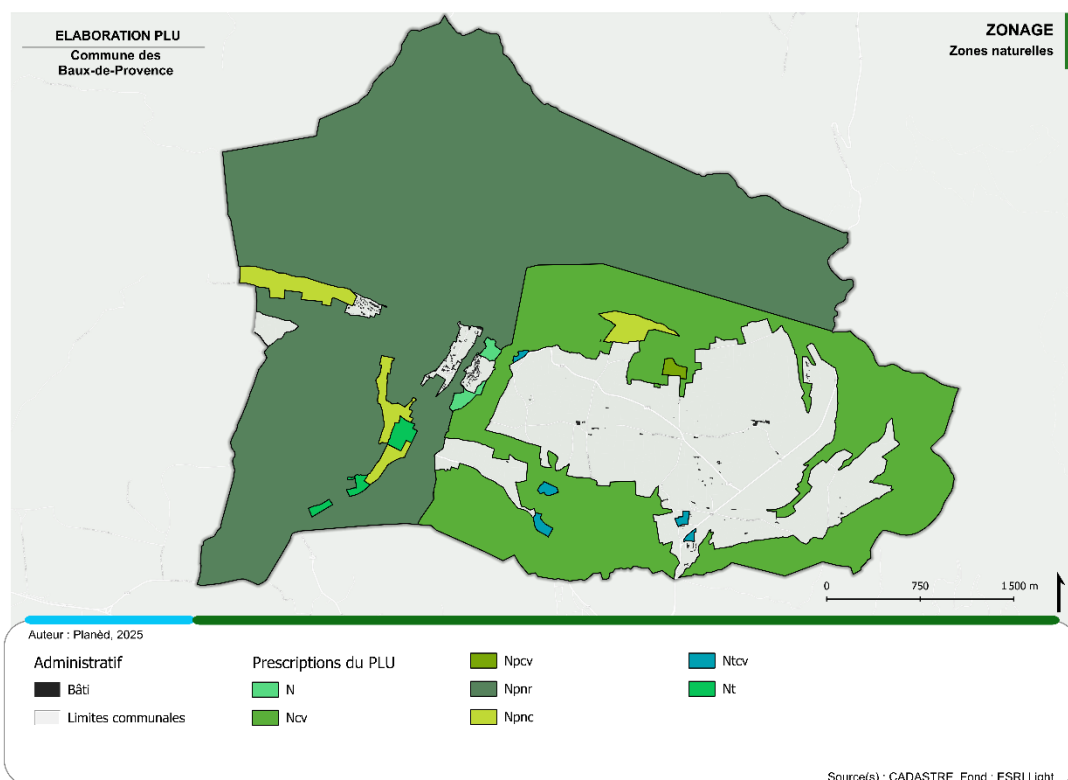 ELABORATION PLU
Commune des
Baux-de-Provence
ZONAGE
Zones naturelles
0 750 1 500 m
Auteur : Planèd, 2025
Administratif
Bâti
Limites communales
Prescriptions du PLU
N
Ncv
Npcv
Npnr
Npnc
Ntcv
Nt
Source(s) : CADASTRE, Fond : ESRI Light